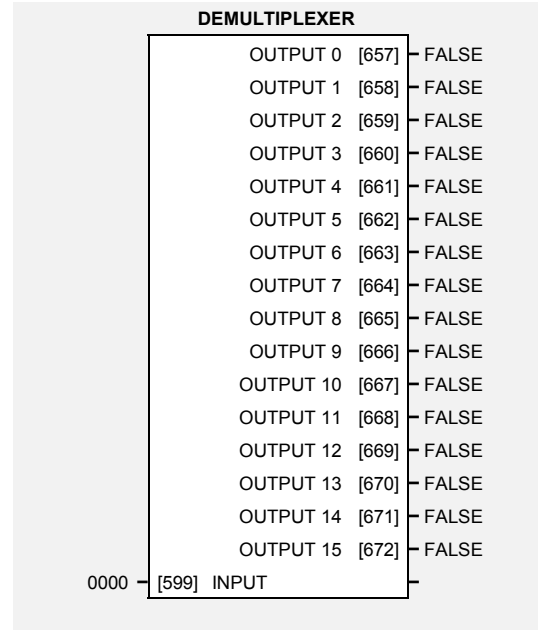 DEMULTIPLEXER
OUTPUT 0 [657] FALSE
OUTPUT 1 [658] FALSE
OUTPUT 2 [659] FALSE
OUTPUT 3 [660] FALSE
OUTPUT 4 [661] FALSE
OUTPUT 5 [662] FALSE
OUTPUT 6 [663] FALSE
OUTPUT 7 [664] FALSE
OUTPUT 8 [665] FALSE
OUTPUT 9 [666] FALSE
OUTPUT 10 [667] FALSE
OUTPUT 11 [668] FALSE
OUTPUT 12 [669] FALSE
OUTPUT 13 [670] FALSE
OUTPUT 14 [671] FALSE
OUTPUT 15 [672] FALSE
0000 [599] INPUT